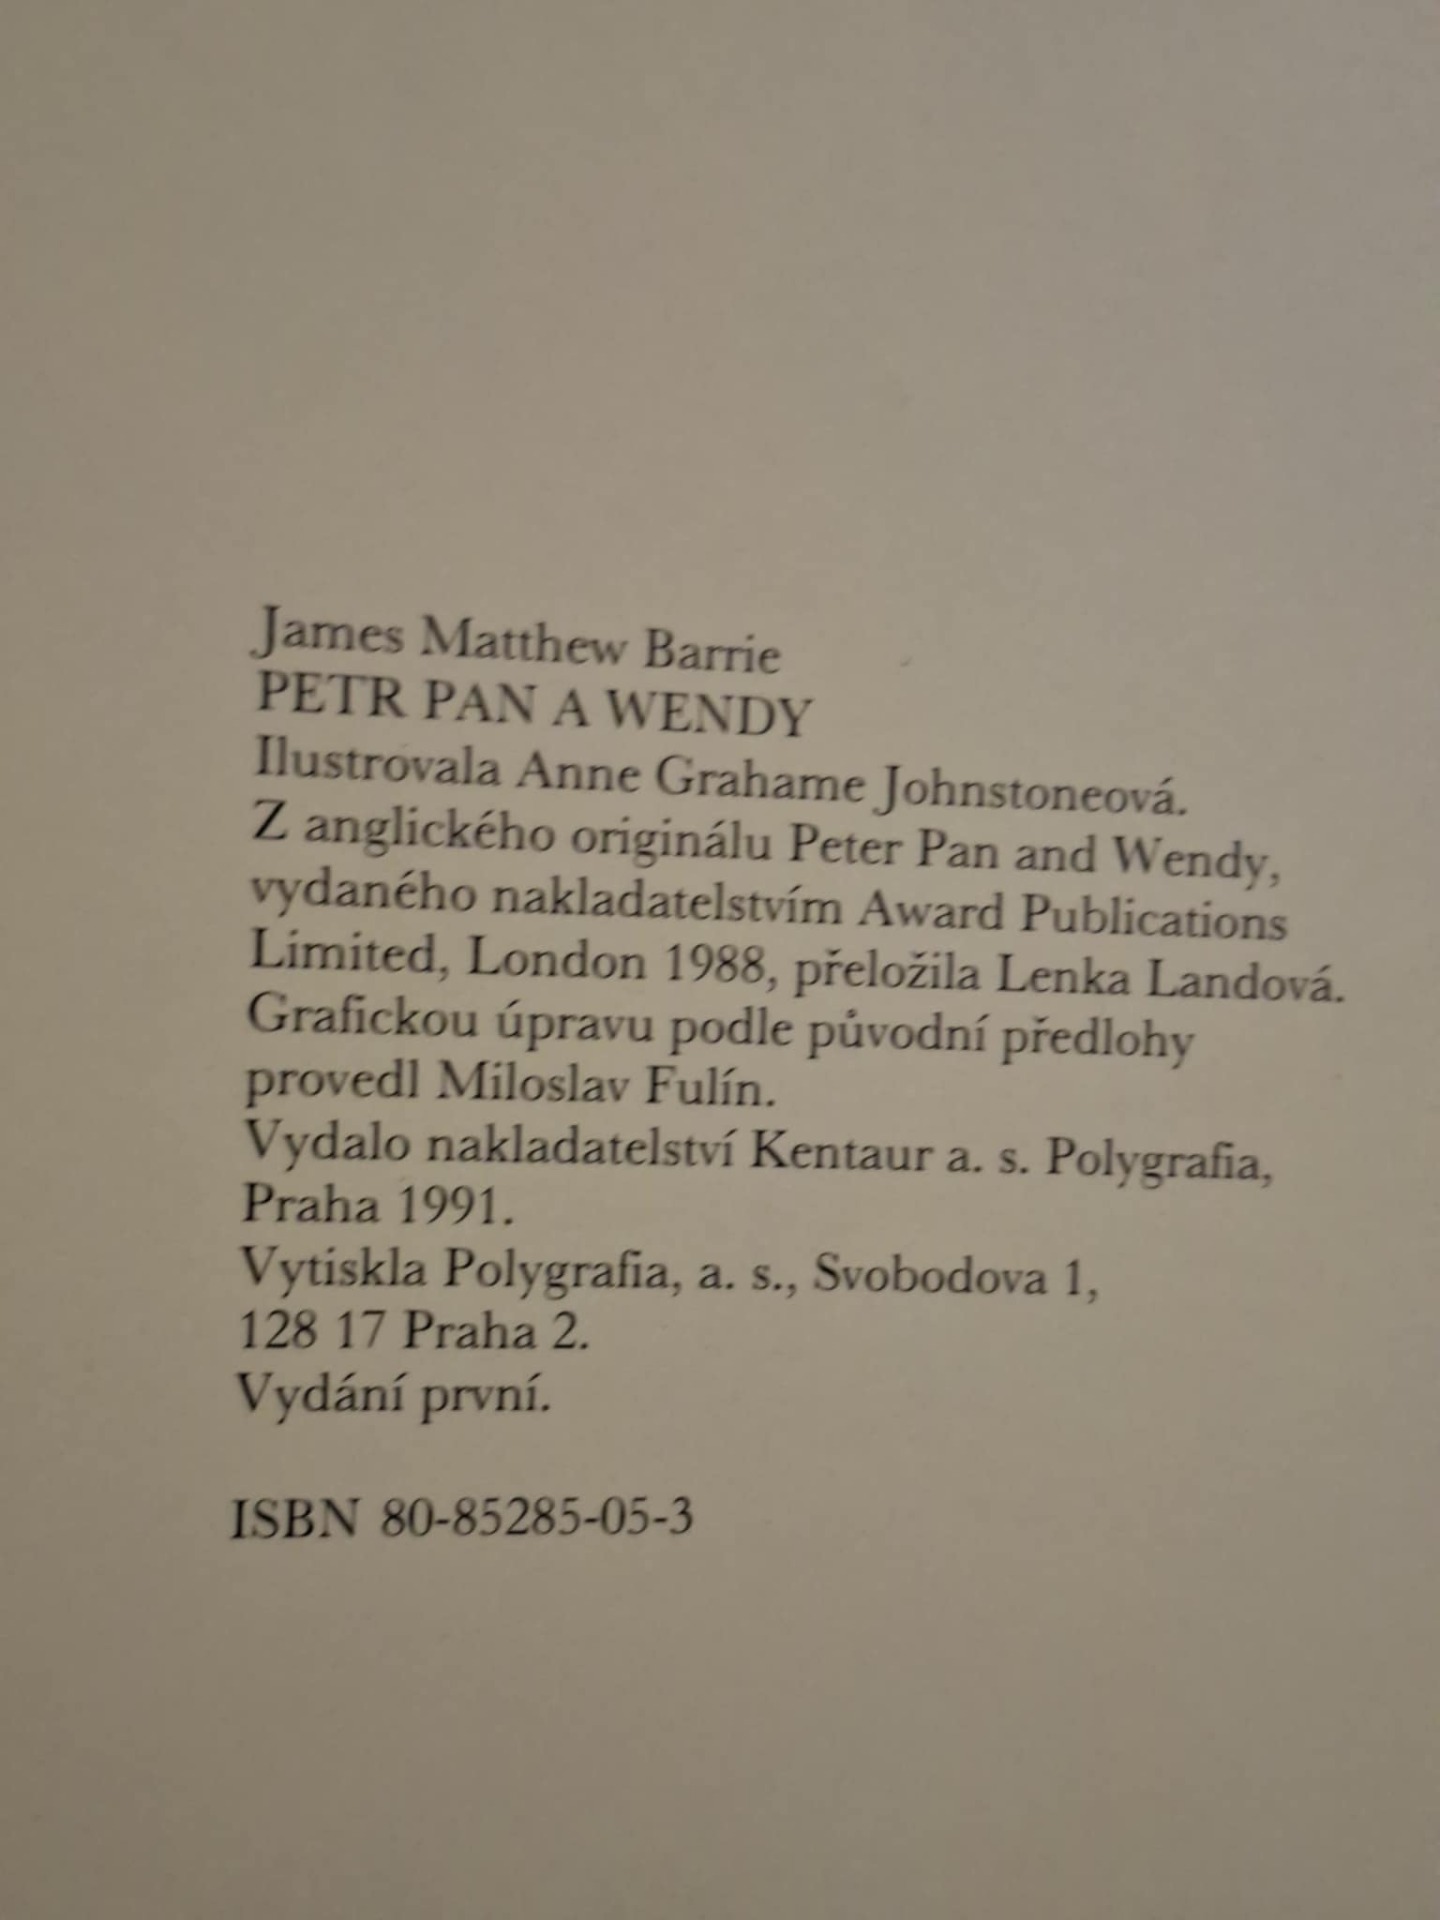 James Matthew Barrie
PETR PAN A WENDY
Ilustrovala Anne Grahame Johnstoneová.
Z anglického originálu Peter Pan and Wendy,
vydaného nakladatelstvím Award Publications
Limited, London 1988, přeložila Lenka Landová.
Grafickou úpravu podle původní předlohy
provedl Miloslav Fulín.
Vydalo nakladatelství Kentaur a. s. Polygrafia,
Praha 1991.
Vytiskla Polygrafia, a. s., Svobodova 1,
128 17 Praha 2.
Vydání první.
ISBN 80-85285-05-3